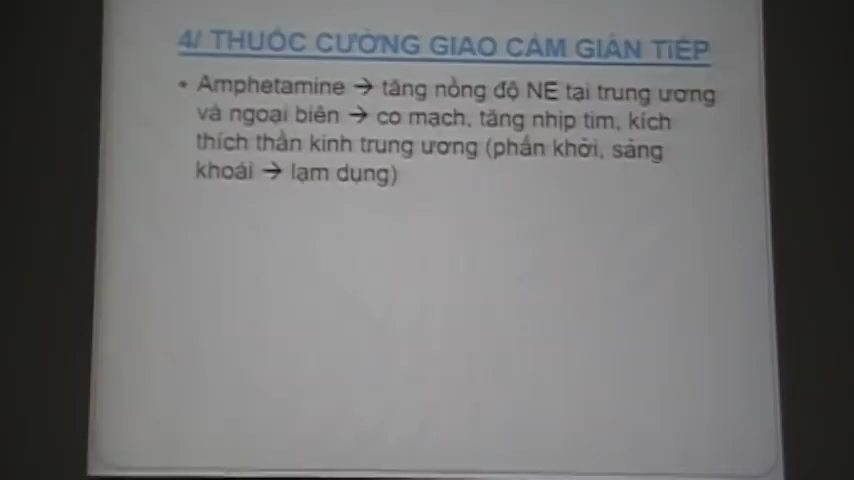 4/ THUỐC CƯỜNG GIAO CẢM GIÁN TIẾP
• Amphetamine → tăng nồng độ NE tại trung ương
và ngoại biên → co mạch, tăng nhịp tim, kích
thích thần kinh trung ương (phấn khởi, sảng
khoái → lạm dụng)